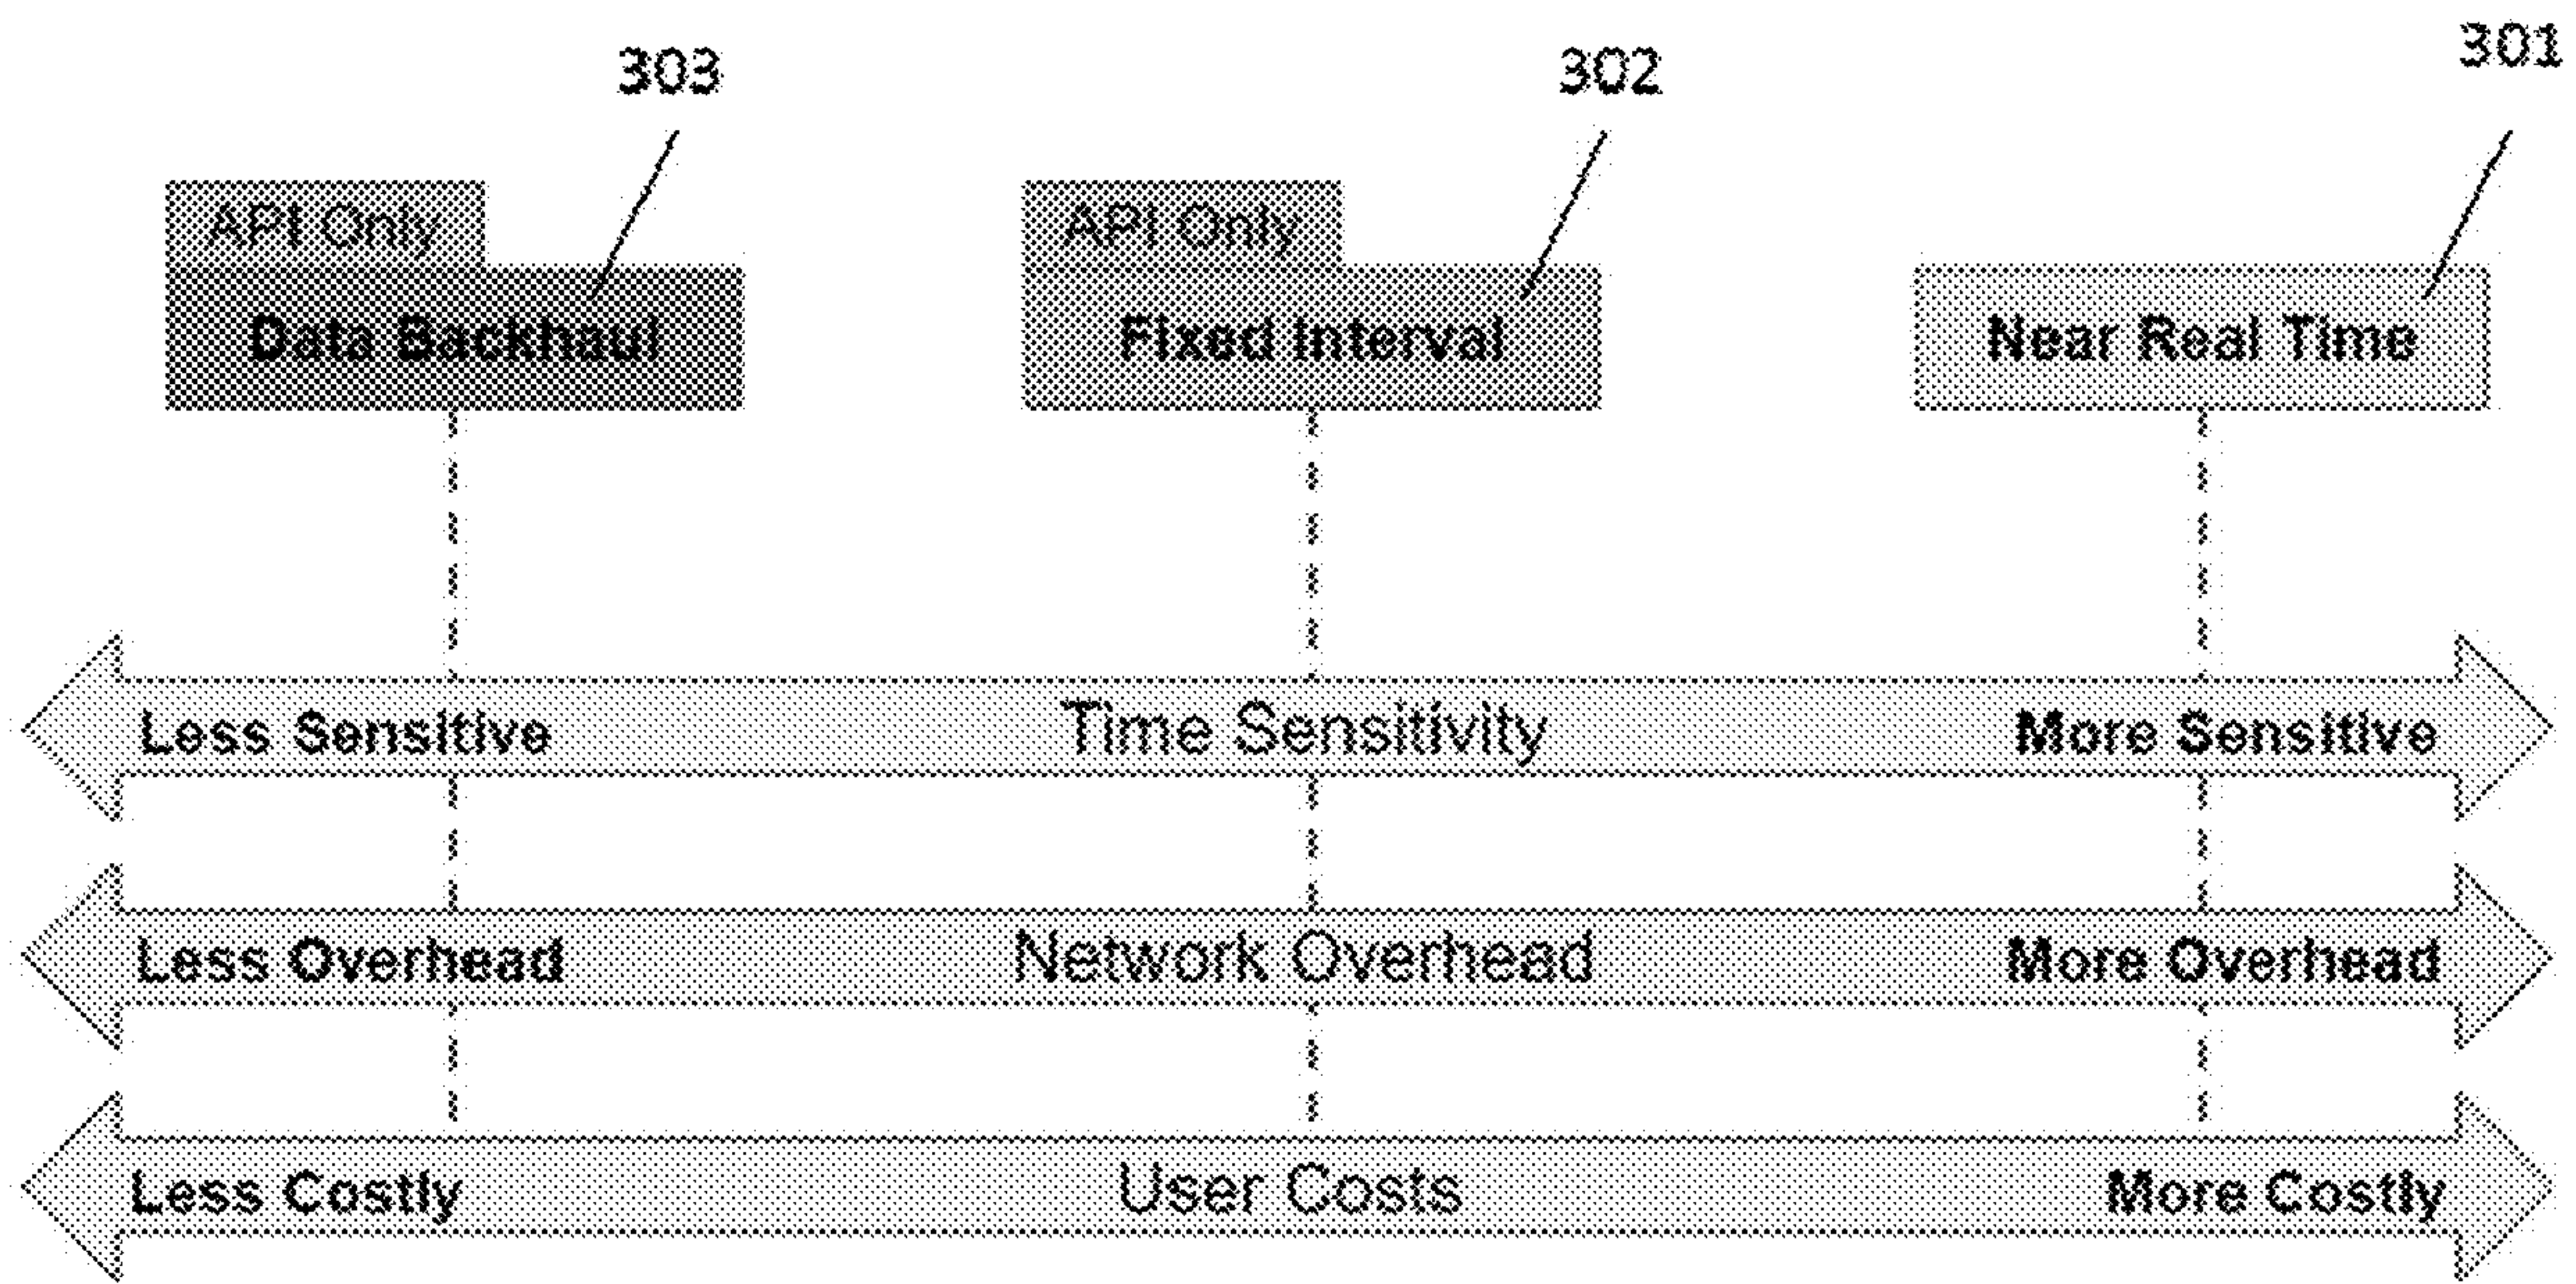 303
302
301
API Only
API Only
Data Backhaul
Fixed Interval
Near Real Time
Less Sensitive
Time Sensitivity
More Sensitive
Less Overhead
Network Overhead
More Overhead
Less Costly
User Costs
More Costly